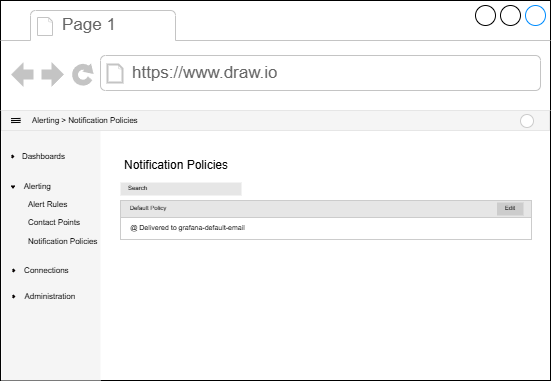 Page 1
https://www.draw.io
Alerting > Notification Policies
Dashboards
Alerting
Alert Rules
Contact Points
Notification Policies
Connections
Administration
Notification Policies
Search
Default Policy
Edit
@ Delivered to grafana-default-email